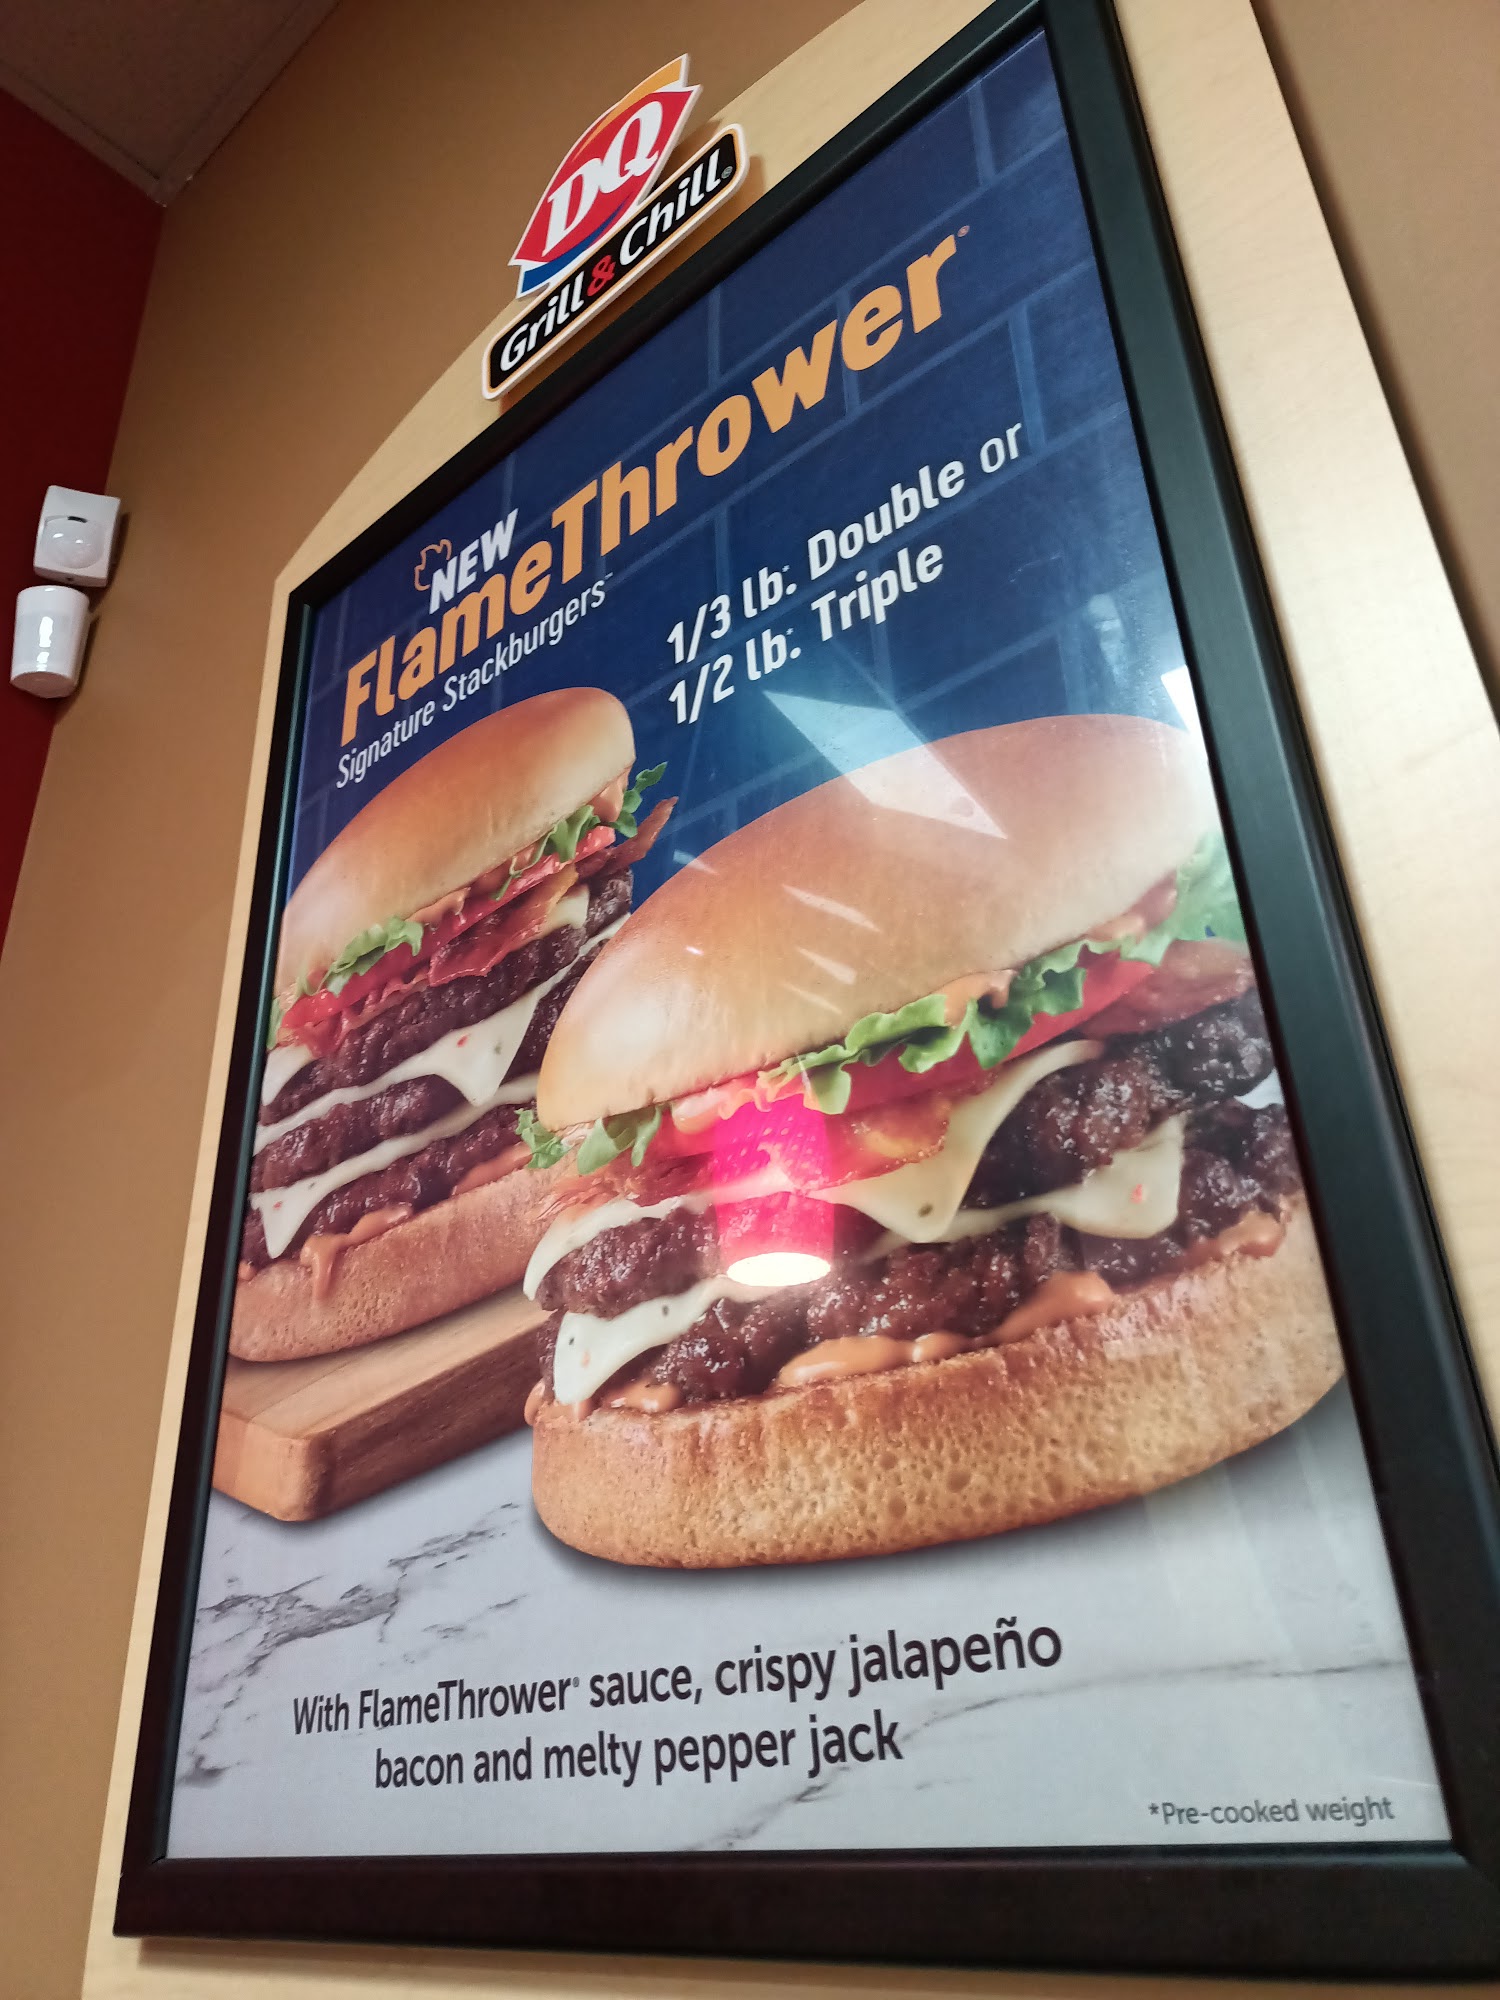 DQ
Grill & Chill®
NEW
FlameThrower®
Signature Stackburgers™
1/3 lb.* Double or
1/2 lb.* Triple
With FlameThrower® sauce, crispy jalapeño
bacon and melty pepper jack
*Pre-cooked weight